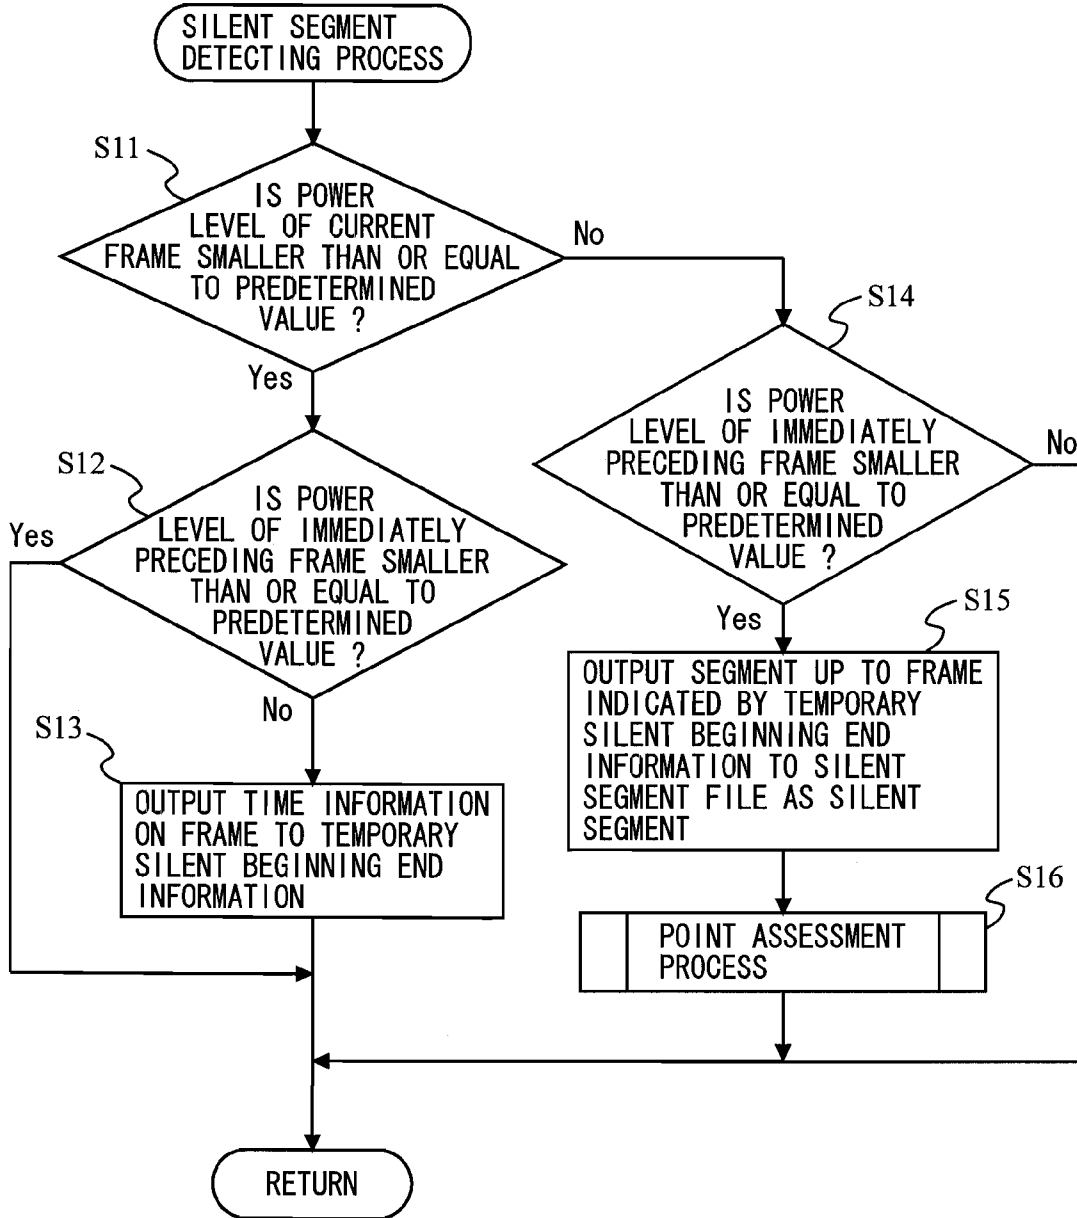 SILENT SEGMENT
DETECTING PROCESS
S11
IS POWER
LEVEL OF CURRENT
FRAME SMALLER THAN OR EQUAL
TO PREDETERMINED
VALUE ?
No
Yes
S14
IS POWER
LEVEL OF IMMEDIATELY
PRECEDING FRAME SMALLER
THAN OR EQUAL TO
PREDETERMINED
VALUE ?
No
Yes
S12
IS POWER
LEVEL OF IMMEDIATELY
PRECEDING FRAME SMALLER
THAN OR EQUAL TO
PREDETERMINED
VALUE ?
Yes
No
S13
OUTPUT TIME INFORMATION
ON FRAME TO TEMPORARY
SILENT BEGINNING END
INFORMATION
S15
OUTPUT SEGMENT UP TO FRAME
INDICATED BY TEMPORARY
SILENT BEGINNING END
INFORMATION TO SILENT
SEGMENT FILE AS SILENT
SEGMENT
S16
POINT ASSESSMENT
PROCESS
RETURN